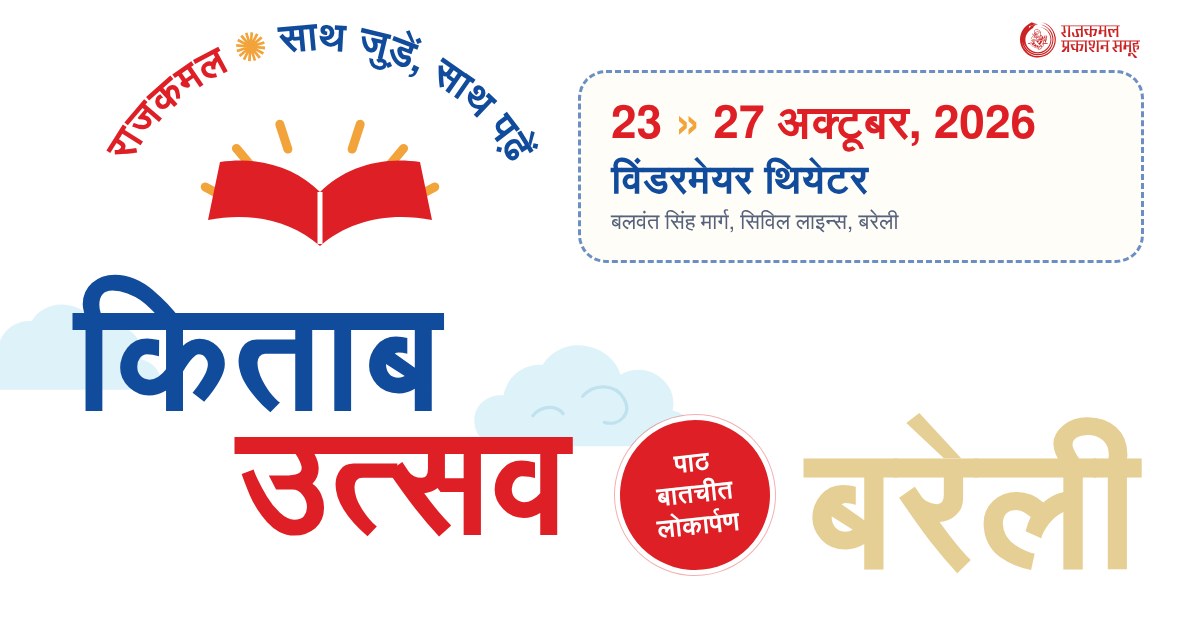 राजकमल साथ जुड़ें, साथ पढ़ें
राजकमल
प्रकाशन समूह
23 » 27 अक्टूबर, 2026
विंडरमेयर थियेटर
बलवंत सिंह मार्ग, सिविल लाइन्स, बरेली
किताब
उत्सव
पाठ
बातचीत
लोकार्पण
बरेली